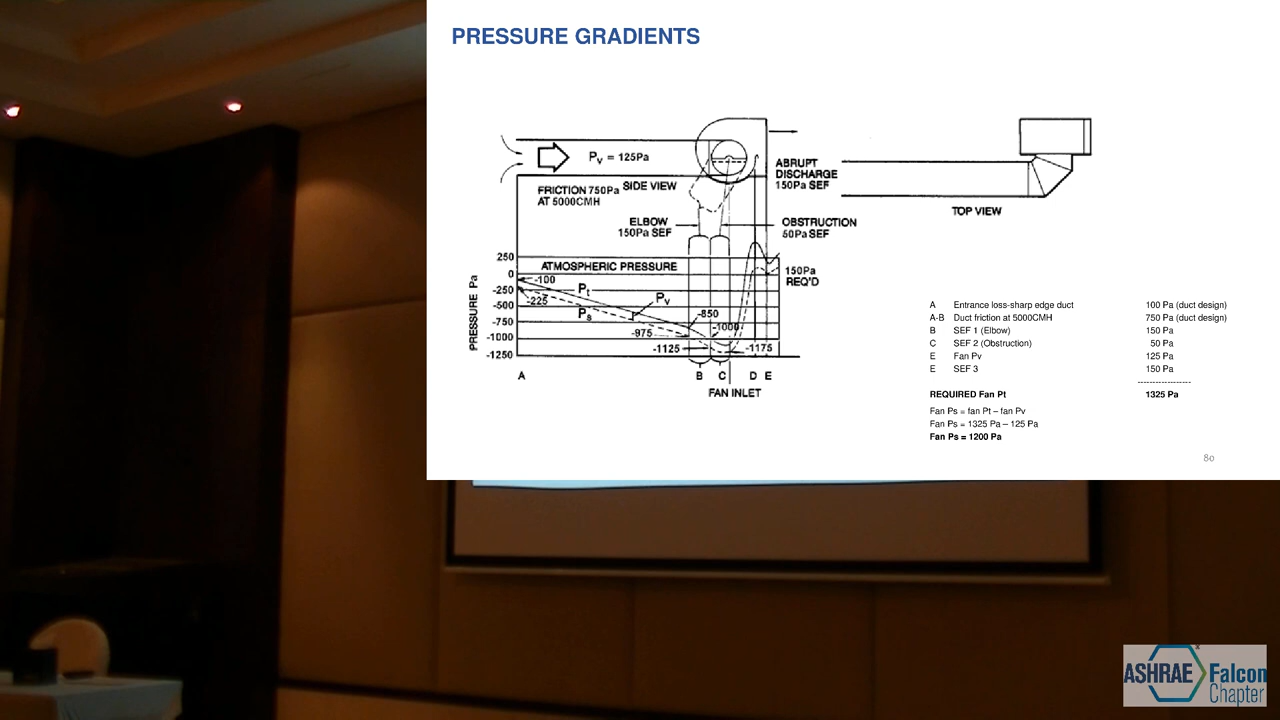 PRESSURE GRADIENTS
Pv = 125Pa
FRICTION 750Pa
AT 5000CMH
SIDE VIEW
ABRUPT
DISCHARGE
150Pa SEF
TOP VIEW
ELBOW
150Pa SEF
OBSTRUCTION
50Pa SEF
ATMOSPHERIC PRESSURE
150Pa
REQ'D
PRESSURE Pa
250
0
-250
-500
-750
-1000
-1250
-100
-225
Pt
Ps
Pv
-850
-975
-1000
-1125
-1175
A
B
C
D
E
FAN INLET
A Entrance loss-sharp edge duct 100 Pa (duct design)
A-B Duct friction at 5000CMH 750 Pa (duct design)
B SEF 1 (Elbow) 150 Pa
C SEF 2 (Obstruction) 50 Pa
E Fan Pv 125 Pa
E SEF 3 150 Pa
------------------
REQUIRED Fan Pt 1325 Pa
Fan Ps = fan Pt – fan Pv
Fan Ps = 1325 Pa – 125 Pa
Fan Ps = 1200 Pa
80
ASHRAE Falcon
Chapter